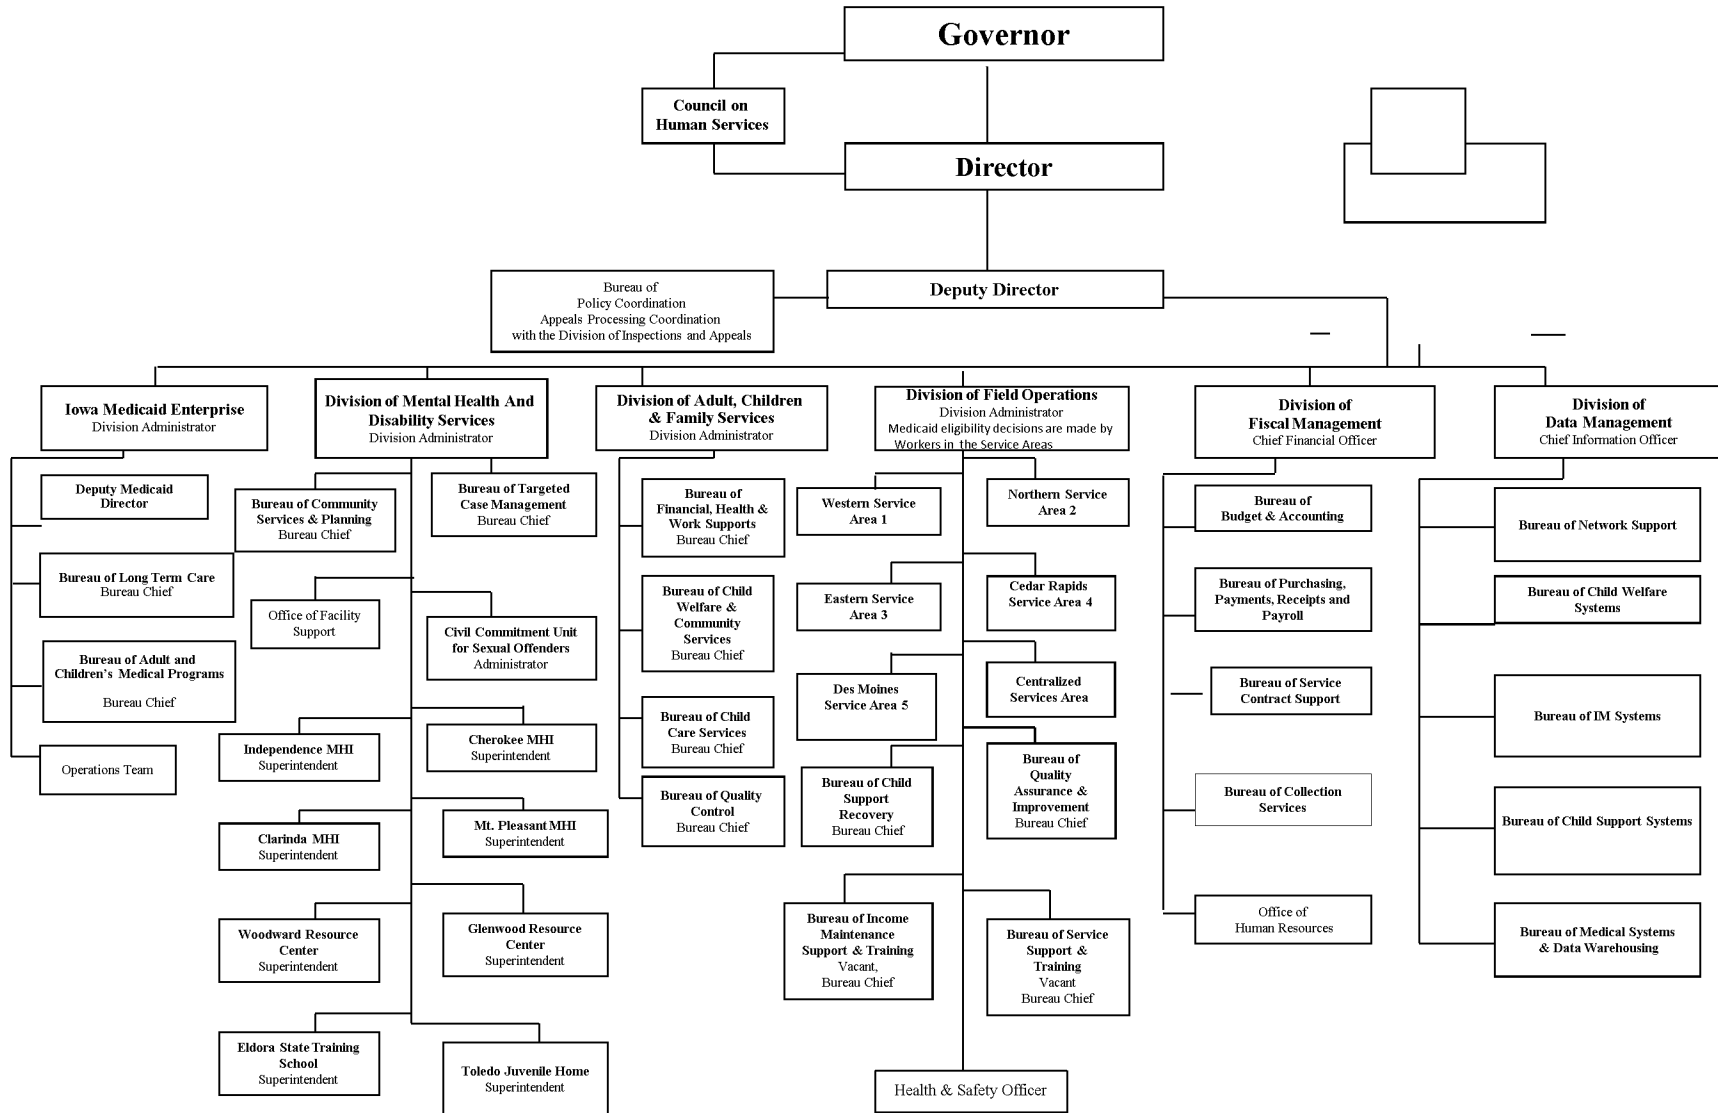 Governor
Council on
Human Services
Director
Bureau of
Policy Coordination
Appeals Processing Coordination
with the Division of Inspections and Appeals
Deputy Director
Iowa Medicaid Enterprise
Division Administrator
Division of Mental Health And
Disability Services
Division Administrator
Division of Adult, Children
& Family Services
Division Administrator
Division of Field Operations
Division Administrator
Medicaid eligibility decisions are made by
Workers in the Service Areas
Division of
Fiscal Management
Chief Financial Officer
Division of
Data Management
Chief Information Officer
Deputy Medicaid
Director
Bureau of Long Term Care
Bureau Chief
Bureau of Adult and
Children's Medical Programs
Bureau Chief
Operations Team
Bureau of Community
Services & Planning
Bureau Chief
Bureau of Targeted
Case Management
Bureau Chief
Office of Facility
Support
Civil Commitment Unit
for Sexual Offenders
Administrator
Independence MHI
Superintendent
Cherokee MHI
Superintendent
Clarinda MHI
Superintendent
Mt. Pleasant MHI
Superintendent
Woodward Resource
Center
Superintendent
Glenwood Resource
Center
Superintendent
Eldora State Training
School
Superintendent
Toledo Juvenile Home
Superintendent
Bureau of
Financial, Health &
Work Supports
Bureau Chief
Bureau of Child
Welfare &
Community
Services
Bureau Chief
Bureau of Child
Care Services
Bureau Chief
Bureau of Quality
Control
Bureau Chief
Western Service
Area 1
Northern Service
Area 2
Eastern Service
Area 3
Cedar Rapids
Service Area 4
Des Moines
Service Area 5
Centralized
Services Area
Bureau of Child
Support
Recovery
Bureau Chief
Bureau of
Quality
Assurance &
Improvement
Bureau Chief
Bureau of Income
Maintenance
Support & Training
Vacant,
Bureau Chief
Bureau of Service
Support &
Training
Vacant
Bureau Chief
Health & Safety Officer
Bureau of
Budget & Accounting
Bureau of Purchasing,
Payments, Receipts and
Payroll
Bureau of Service
Contract Support
Bureau of Collection
Services
Office of
Human Resources
Bureau of Network Support
Bureau of Child Welfare
Systems
Bureau of IM Systems
Bureau of Child Support Systems
Bureau of Medical Systems
& Data Warehousing